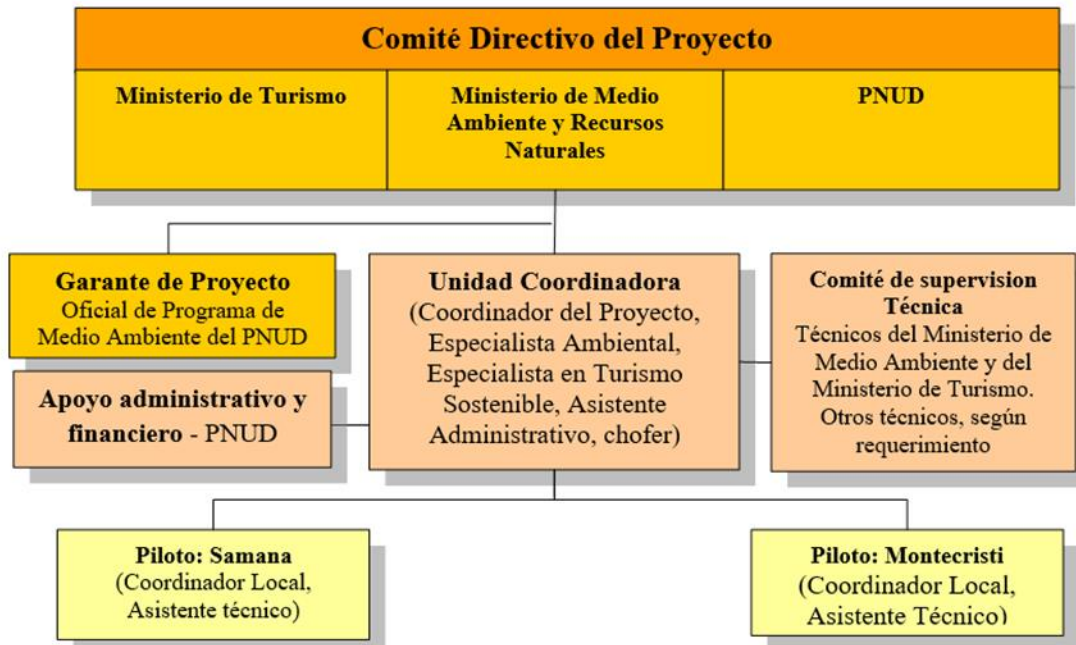 Comité Directivo del Proyecto
Ministerio de Turismo
Ministerio de Medio
Ambiente y Recursos
Naturales
PNUD
Garante de Proyecto
Oficial de Programa de
Medio Ambiente del PNUD
Apoyo administrativo y
financiero - PNUD
Unidad Coordinadora
(Coordinador del Proyecto,
Especialista Ambiental,
Especialista en Turismo
Sostenible, Asistente
Administrativo, chofer)
Comité de supervision
Técnica
Técnicos del Ministerio de
Medio Ambiente y del
Ministerio de Turismo.
Otros técnicos, según
requerimiento
Piloto: Samana
(Coordinador Local,
Asistente técnico)
Piloto: Montecristi
(Coordinador Local,
Asistente Técnico)